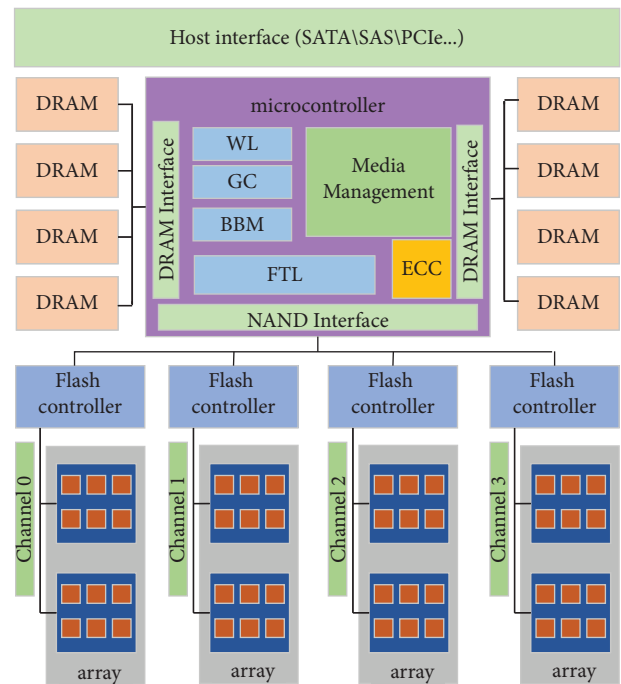 Host interface (SATA\SAS\PCIe...)
DRAM
DRAM
DRAM
DRAM
microcontroller
DRAM Interface
WL
GC
BBM
FTL
Media
Management
ECC
DRAM Interface
NAND Interface
DRAM
DRAM
DRAM
DRAM
Flash
controller
Flash
controller
Flash
controller
Flash
controller
Channel 0
array
Channel 1
array
Channel 2
array
Channel 3
array